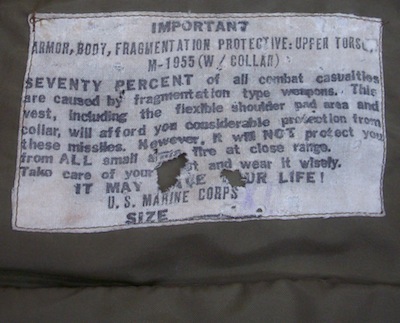 IMPORTANT
ARMOR, BODY, FRAGMENTATION PROTECTIVE: UPPER TORSO
M-1955 (W/ COLLAR)
SEVENTY PERCENT of all combat casualties
are caused by fragmentation type weapons. This
vest, including the flexible shoulder pad area and
collar, will afford you considerable protection from
these missiles. However, it will NOT protect you
from ALL small fire at close range.
Take care of your and wear it wisely.
IT MAY YOUR LIFE!
U.S. MARINE CORPS
SIZE